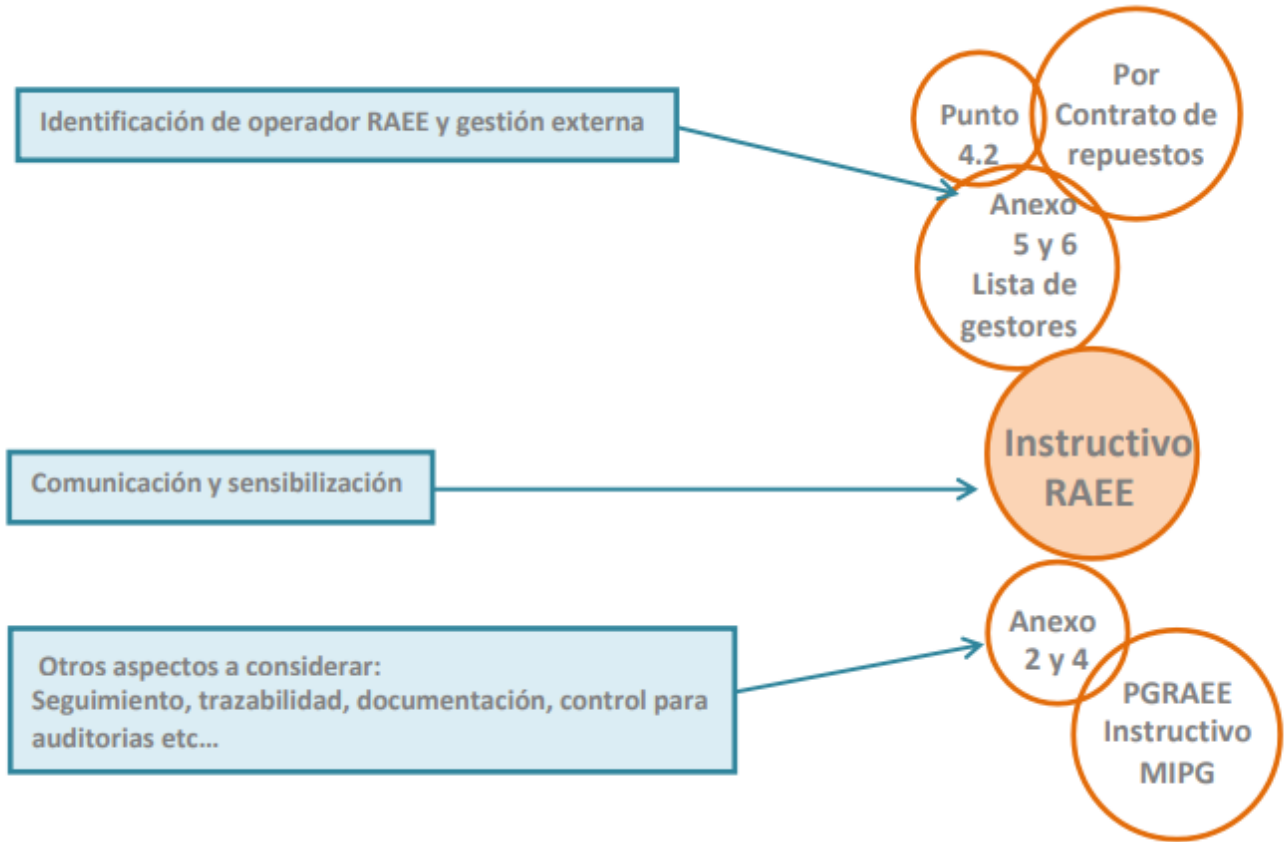 Identificación de operador RAEE y gestión externa
Punto
4.2
Por
Contrato de
repuestos
Anexo
5 y 6
Lista de
gestores
Comunicación y sensibilización
Instructivo
RAEE
Otros aspectos a considerar:
Seguimiento, trazabilidad, documentación, control para
auditorias etc...
Anexo
2 y 4
PGRAEE
Instructivo
MIPG